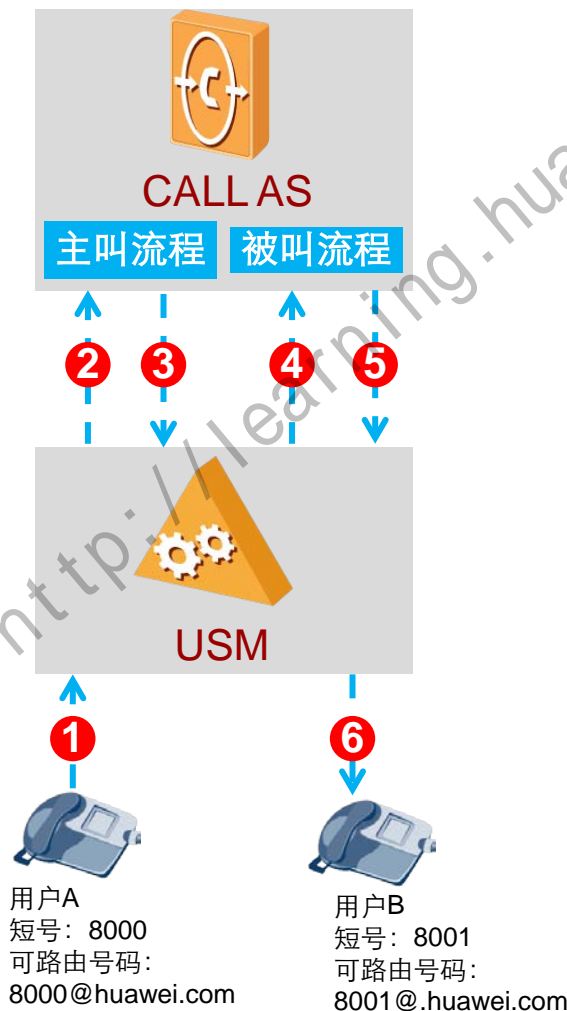 CALL AS
主叫流程 被叫流程
2 3 4 5
http://learning.hua
USM
1 6
用户A
短号：8000
可路由号码：
8000@huawei.com
用户B
短号：8001
可路由号码：
8001@.huawei.com